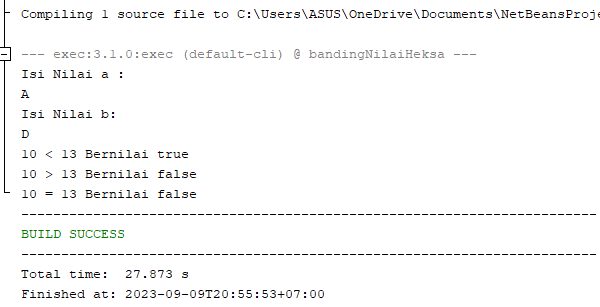 Compiling 1 source file to C:\Users\ASUS\OneDrive\Documents\NetBeansProje
--- exec:3.1.0:exec (default-cli) @ bandingNilaiHeksa ---
Isi Nilai a :
A
Isi Nilai b:
D
10 < 13 Bernilai true
10 > 13 Bernilai false
10 = 13 Bernilai false
------------------------------------------------------------------------
BUILD SUCCESS
------------------------------------------------------------------------
Total time:  27.873 s
Finished at: 2023-09-09T20:55:53+07:00